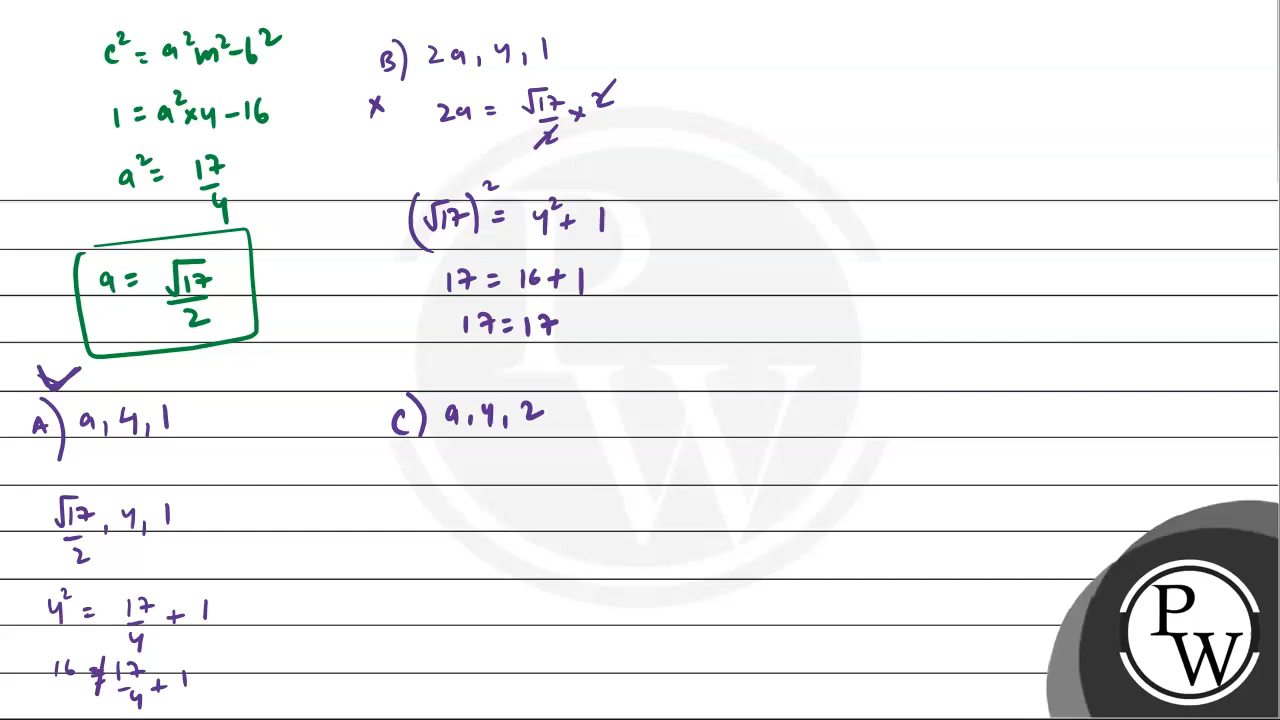 c² = a²m² - b²
1 = a² × 4 - 16
a² = 17/4
a = √17/2
A) a, 4, 1
√17/2, 4, 1
4² = 17/4 + 1
16 ≠ 17/4 + 1
B) 2a, 4, 1
× 2a = √17/2 × 2
(√17)² = 4² + 1
17 = 16 + 1
17 = 17
C) a, 4, 2
PW
PW